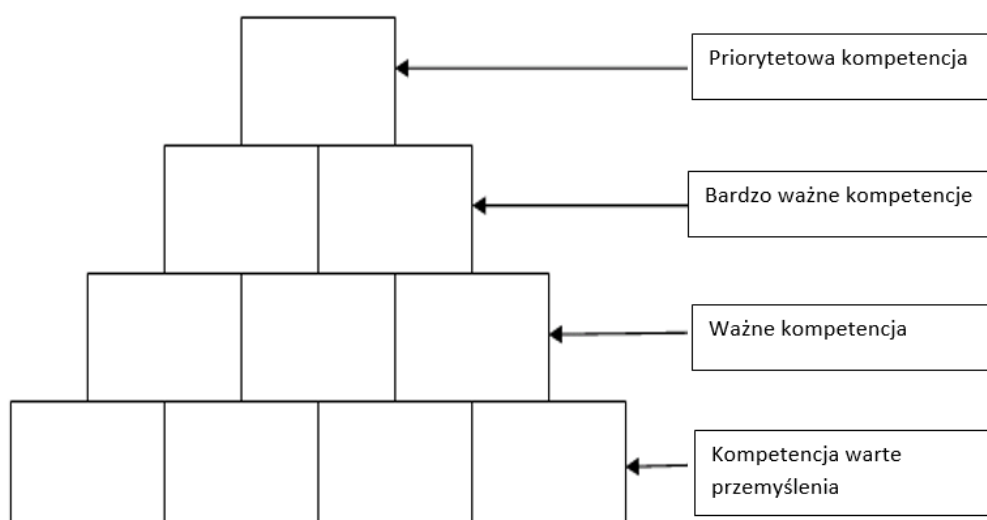 Priorytetowa kompetencja
Bardzo ważne kompetencje
Ważne kompetencja
Kompetencja warte
przemyślenia